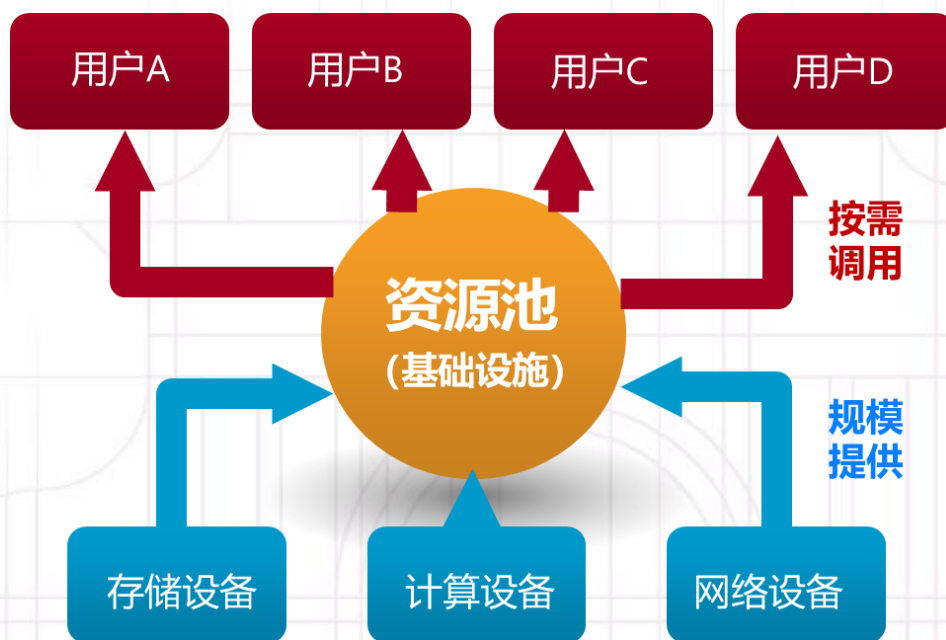 用户A
用户B
用户C
用户D
按需
调用
资源池
（基础设施）
规模
提供
存储设备
计算设备
网络设备